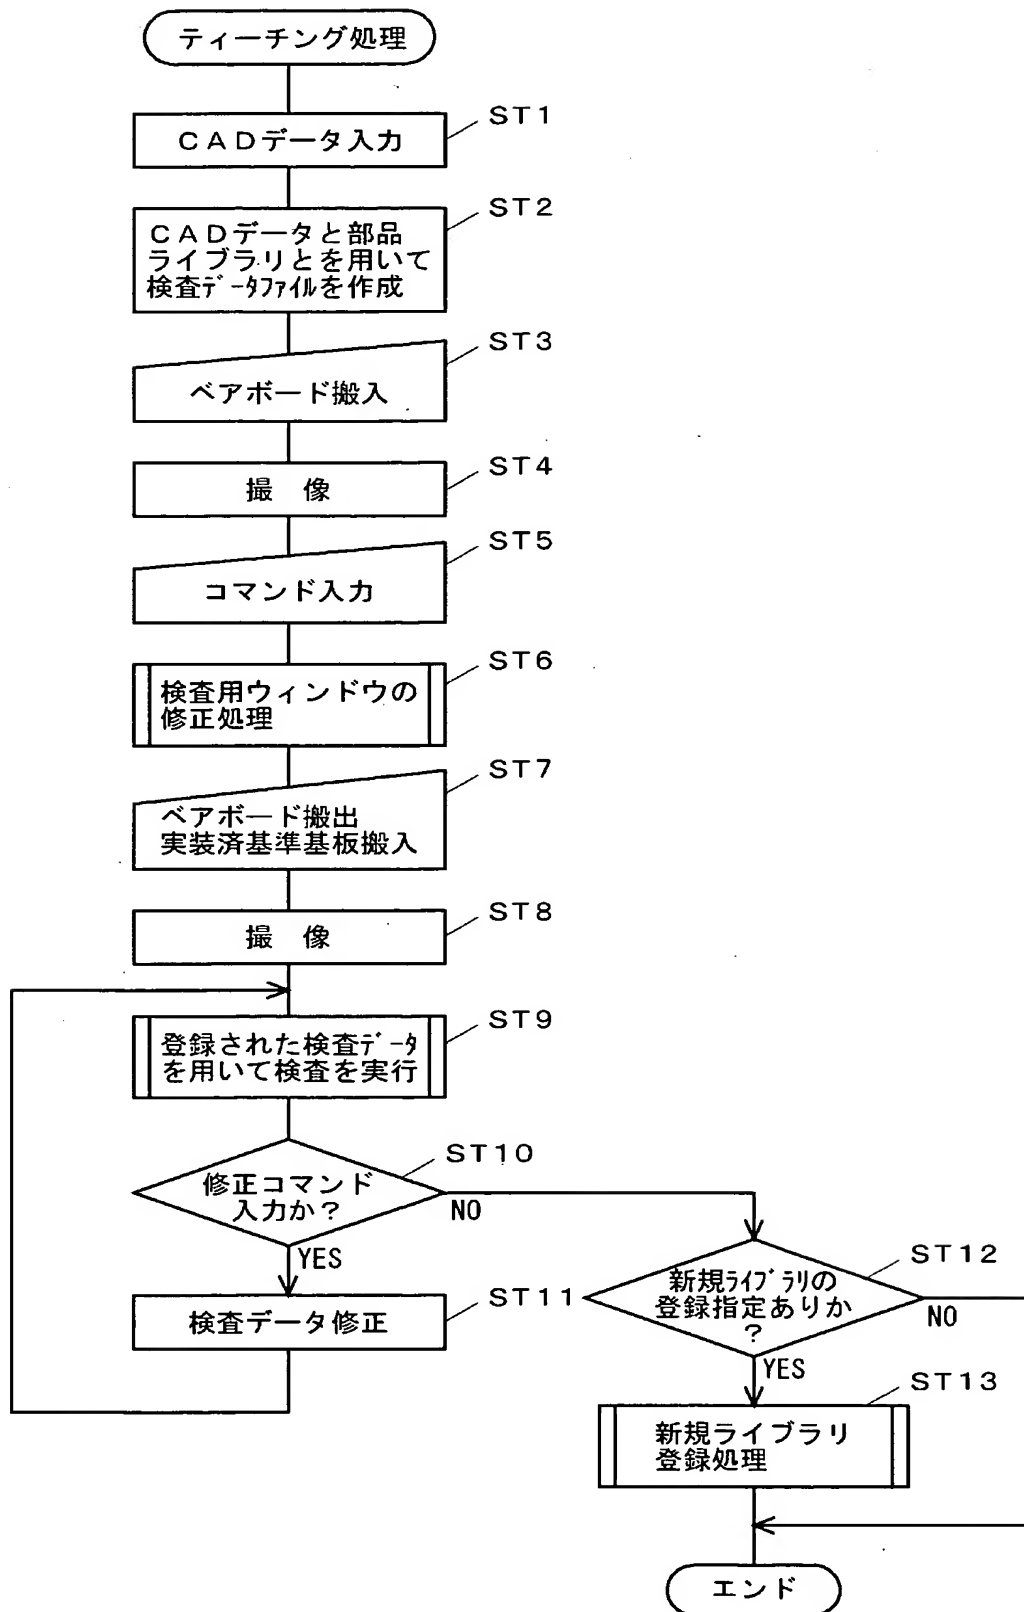 ティーチング処理
ST1
CADデータ入力
ST2
CADデータと部品
ライブラリとを用いて
検査ﾃﾞｰﾀﾌｧｲﾙを作成
ST3
ベアボード搬入
ST4
撮 像
ST5
コマンド入力
ST6
検査用ウィンドウの
修正処理
ST7
ベアボード搬出
実装済基準基板搬入
ST8
撮 像
ST9
登録された検査ﾃﾞｰﾀ
を用いて検査を実行
ST10
修正コマンド
入力か？
NO
YES
ST11
検査データ修正
ST12
新規ﾗｲﾌﾞﾗﾘの
登録指定ありか
？
NO
YES
ST13
新規ライブラリ
登録処理
エンド